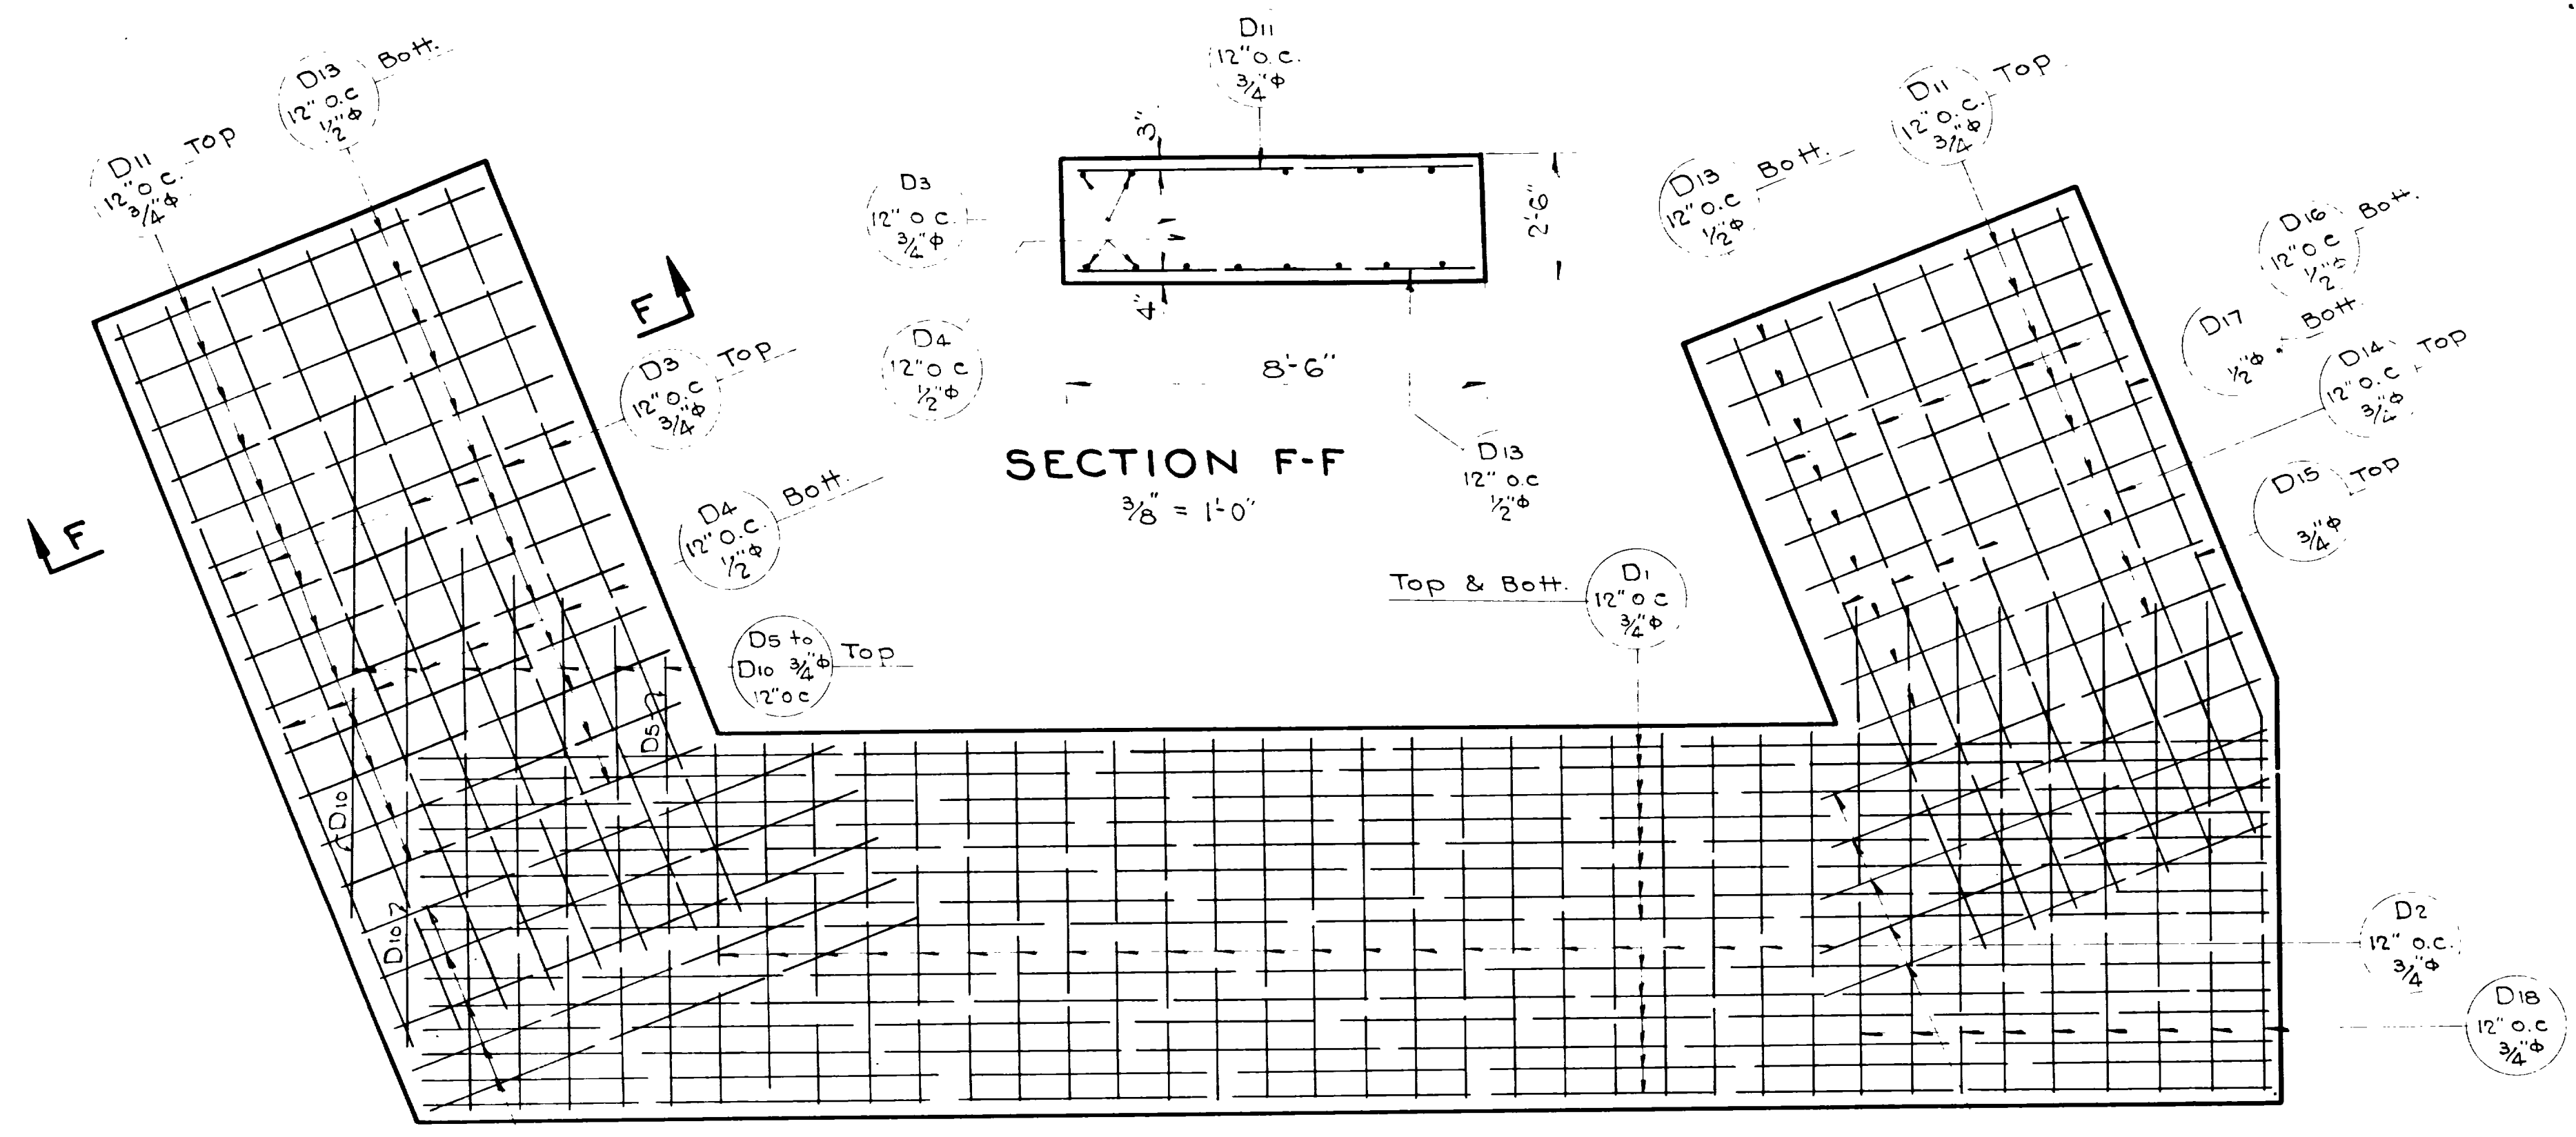 D13
12" o.c
1/2"ϕ
Bott.
D11
12" o c.
3/4"ϕ
Top
D11
12" o.c.
3/4"ϕ
3"
D3
12" o c.
3/4"ϕ
2'-6"
4"
D4
12" o c
1/2"ϕ
8'-6"
D13
12" o.c
1/2"ϕ
SECTION F-F
3/8" = 1'-0"
D11
12" o.c.
3/4"ϕ
Top
D13
12" o.c
1/2"ϕ
Bott.
D16
12" o c
1/2"ϕ
Bott.
D17
1/2"ϕ
Bott.
D14
12" o.c
3/4"ϕ
Top
D15
3/4"ϕ
Top
F
F
D3
12" o.c
3/4"ϕ
Top
D4
12" o.c.
1/2"ϕ
Bott.
D5 to
D10 3/4"ϕ
12" o c
Top
Top & Bott.
D1
12" o c
3/4"ϕ
D5
D10
D10
D2
12" o.c.
3/4"ϕ
D18
12" o.c
3/4"ϕ